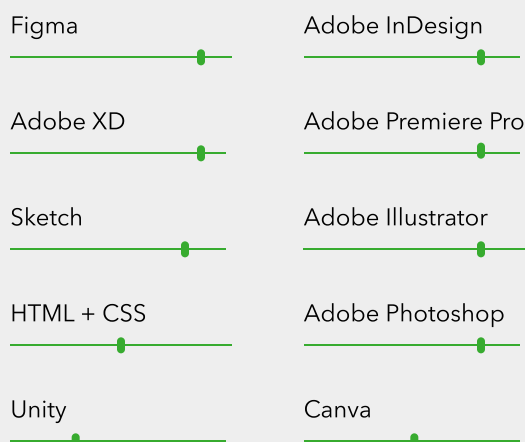 Figma
Adobe InDesign
Adobe XD
Adobe Premiere Pro
Sketch
Adobe Illustrator
HTML + CSS
Adobe Photoshop
Unity
Canva